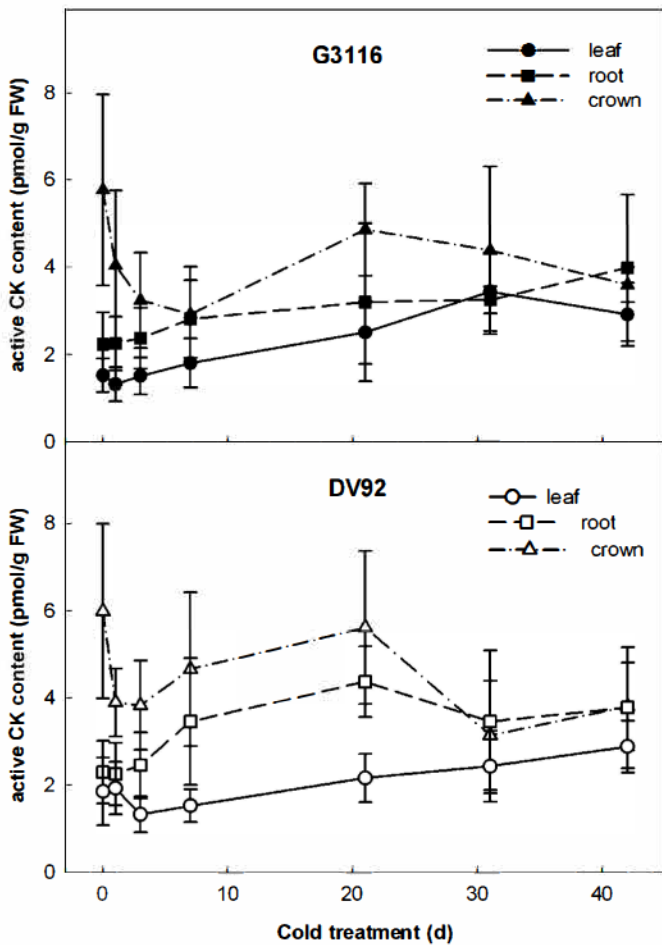 G3116
leaf
root
crown
active CK content (pmol/g FW)
8
6
4
2
0
DV92
leaf
root
crown
active CK content (pmol/g FW)
8
6
4
2
0
0 10 20 30 40
Cold treatment (d)